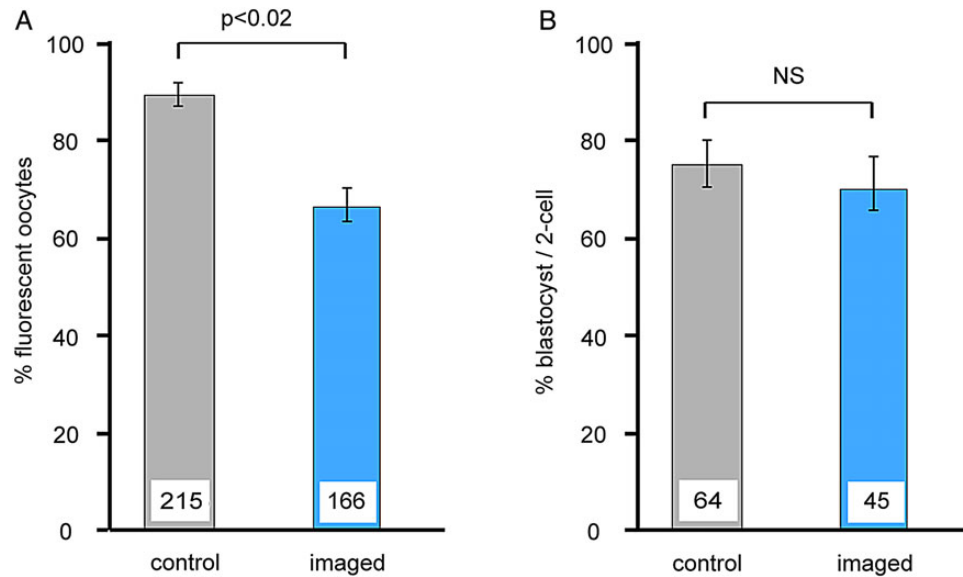 A
p<0.02
% fluorescent oocytes
100
80
60
40
20
0
215
166
control
imaged
B
NS
% blastocyst / 2-cell
100
80
60
40
20
0
64
45
control
imaged